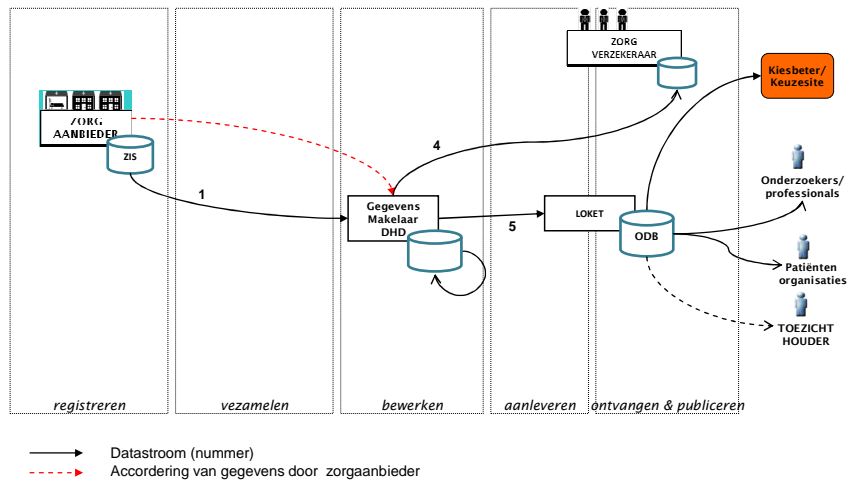 ZORG
VERZEKERAAR
Kiesbeter/
Keuzesite
ZORG
AANBIEDER
ZIS
4
1
Onderzoekers/
professionals
Gegevens
Makelaar
DHD
5
LOKET
ODB
Patiënten
organisaties
TOEZICHT
HOUDER
registreren
vezamelen
bewerken
aanleveren
ontvangen & publiceren
Datastroom (nummer)
Accordering van gegevens door zorgaanbieder